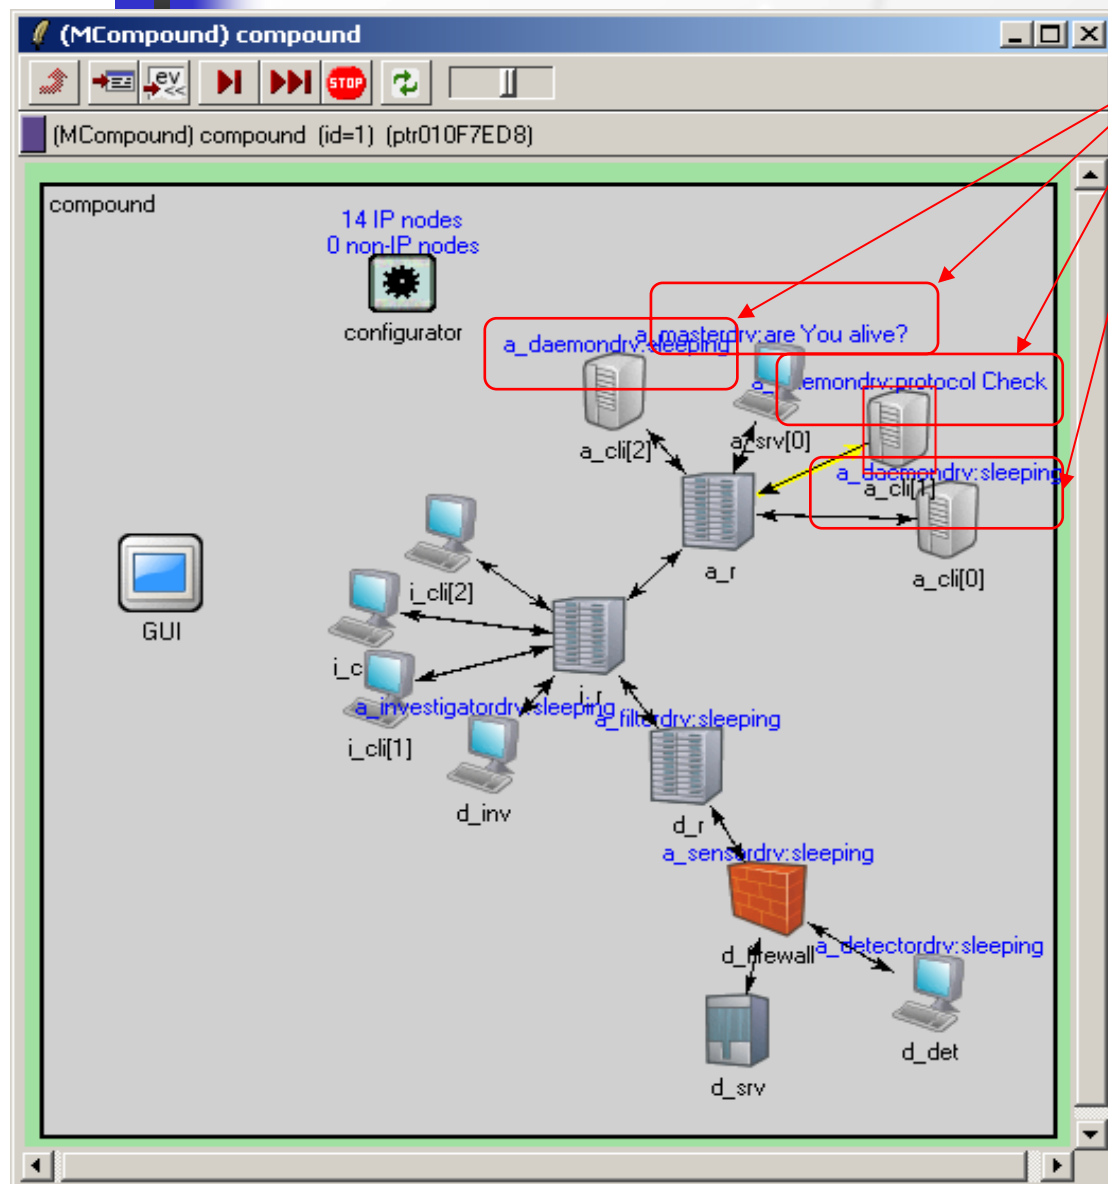 (MCompound) compound
ev
<<
STOP
(MCompound) compound (id=1) (ptr010F7ED8)
compound
14 IP nodes
0 non-IP nodes
configurator
a_masterdrv:are You alive?
a_daemondrv:sleeping
protocol Check
a_cli[2]
a_srv[0]
a_daemondrv:sleeping
a_cli[1]
a_r
a_cli[0]
i_cli[2]
GUI
i_c
i_r
a_investigatordrv:sleeping
a_filterdrv:sleeping
i_cli[1]
d_inv
d_r
a_sensordrv:sleeping
d_firewall
a_detectordrv:sleeping
d_det
d_srv